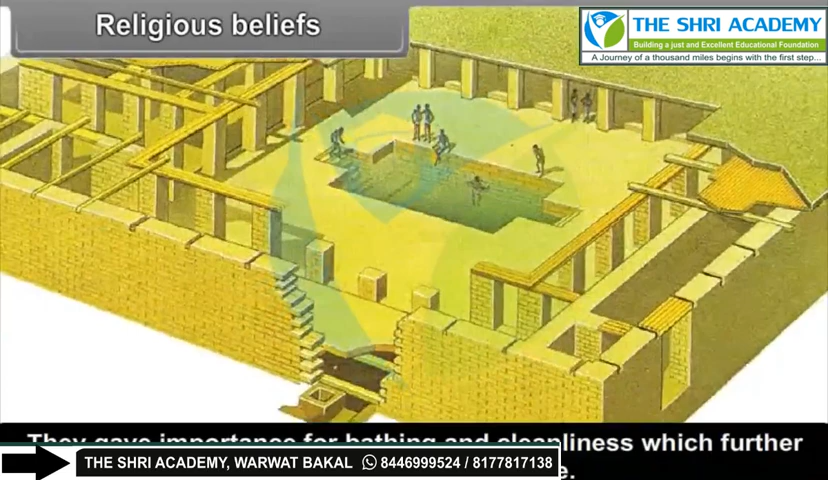 Religious beliefs
THE SHRI ACADEMY
Building a just and Excellent Educational Foundation
A Journey of a thousand miles begins with the first step...
They gave importance for bathing and cleanliness which further
THE SHRI ACADEMY, WARWAT BAKAL 8446999524 / 8177817138